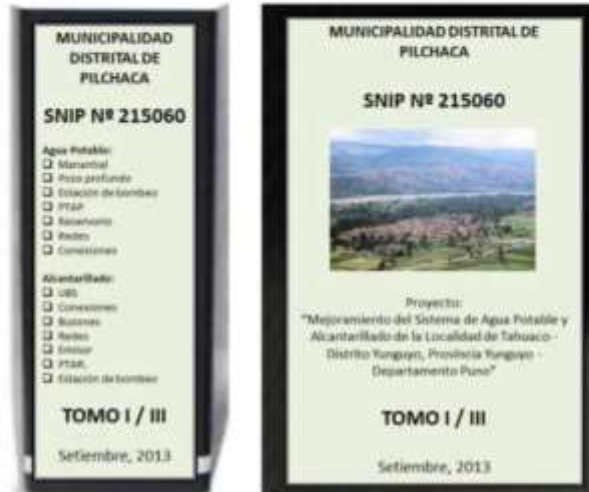 MUNICIPALIDAD
DISTRITAL DE
PILCHACA
SNIP Nº 215060
Agua Potable:
❑ Manantial
❑ Pozo profundo
❑ Estación de bombeo
❑ PTAP
❑ Reservorio
❑ Redes
❑ Conexiones
Alcantarillado:
❑ UBS
❑ Conexiones
❑ Buzones
❑ Redes
❑ Emisor
❑ PTAR,
❑ Estación de bombeo
TOMO I / III
Setiembre, 2013
MUNICIPALIDAD DISTRITAL DE
PILCHACA
SNIP Nº 215060
Proyecto:
"Mejoramiento del Sistema de Agua Potable y
Alcantarillado de la Localidad de Tahuaco -
Distrito Yunguyo, Provincia Yunguyo -
Departamento Puno"
TOMO I / III
Setiembre, 2013